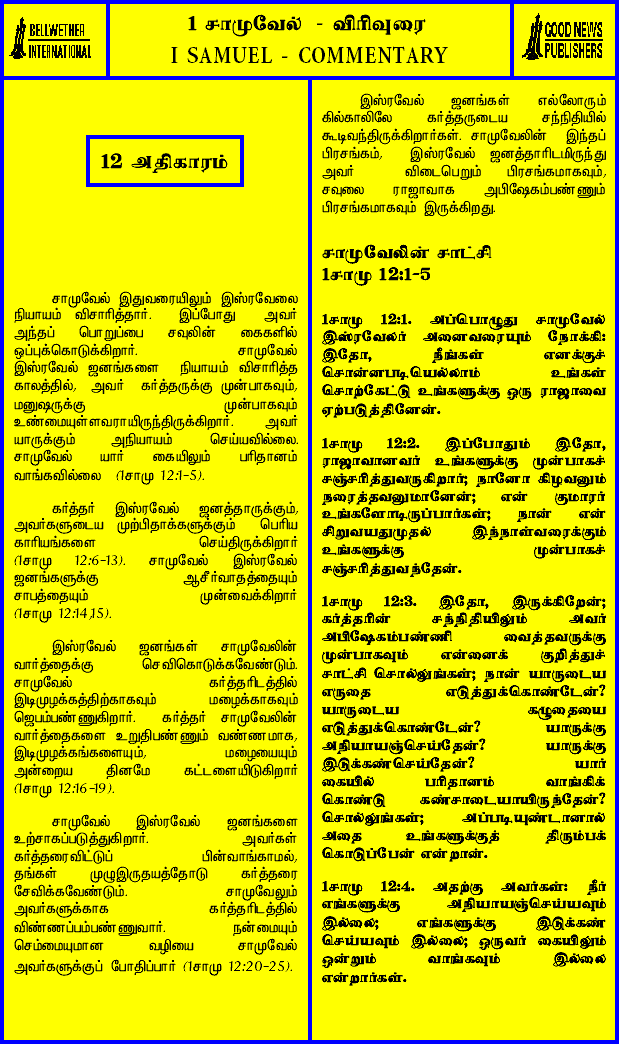 BELLWETHER
INTERNATIONAL
1 சாமுவேல் - விரிவுரை
I SAMUEL - COMMENTARY
GOOD NEWS
PUBLISHERS
12 அதிகாரம்
சாமுவேல் இதுவரையிலும் இஸ்ரவேலை
நியாயம் விசாரித்தார். இப்போது அவர்
அந்தப் பொறுப்பை சவுலின் கைகளில்
ஒப்புக்கொடுக்கிறார். சாமுவேல்
இஸ்ரவேல் ஜனங்களை நியாயம் விசாரித்த
காலத்தில், அவர் கர்த்தருக்கு முன்பாகவும்,
மனுஷருக்கு முன்பாகவும்
உண்மையுள்ளவராயிருந்திருக்கிறார். அவர்
யாருக்கும் அநியாயம் செய்யவில்லை.
சாமுவேல் யார் கையிலும் பரிதானம்
வாங்கவில்லை (1சாமு 12:1-5).
கர்த்தர் இஸ்ரவேல் ஜனத்தாருக்கும்,
அவர்களுடைய முற்பிதாக்களுக்கும் பெரிய
காரியங்களை செய்திருக்கிறார்
(1சாமு 12:6-13). சாமுவேல் இஸ்ரவேல்
ஜனங்களுக்கு ஆசீர்வாதத்தையும்
சாபத்தையும் முன்வைக்கிறார்
(1சாமு 12:14,15).
இஸ்ரவேல் ஜனங்கள் சாமுவேலின்
வார்த்தைக்கு செவிகொடுக்கவேண்டும்.
சாமுவேல் கர்த்தரிடத்தில்
இடிமுழக்கத்திற்காகவும் மழைக்காகவும்
ஜெபம்பண்ணுகிறார். கர்த்தர் சாமுவேலின்
வார்த்தைகளை உறுதிபண்ணும் வண்ணமாக,
இடிமுழக்கங்களையும், மழையையும்
அன்றைய தினமே கட்டளையிடுகிறார்
(1சாமு 12:16-19).
சாமுவேல் இஸ்ரவேல் ஜனங்களை
உற்சாகப்படுத்துகிறார். அவர்கள்
கர்த்தரைவிட்டுப் பின்வாங்காமல்,
தங்கள் முழுஇருதயத்தோடு கர்த்தரை
சேவிக்கவேண்டும். சாமுவேலும்
அவர்களுக்காக கர்த்தரிடத்தில்
விண்ணப்பம்பண்ணுவார். நன்மையும்
செம்மையுமான வழியை சாமுவேல்
அவர்களுக்குப் போதிப்பார் (1சாமு 12:20-25).
இஸ்ரவேல் ஜனங்கள் எல்லோரும்
கில்காலிலே கர்த்தருடைய சந்நிதியில்
கூடிவந்திருக்கிறார்கள். சாமுவேலின் இந்தப்
பிரசங்கம், இஸ்ரவேல் ஜனத்தாரிடமிருந்து
அவர் விடைபெறும் பிரசங்கமாகவும்,
சவுலை ராஜாவாக அபிஷேகம்பண்ணும்
பிரசங்கமாகவும் இருக்கிறது.
சாமுவேலின் சாட்சி
1சாமு 12:1-5
1சாமு 12:1. அப்பொழுது சாமுவேல்
இஸ்ரவேலர் அனைவரையும் நோக்கி:
இதோ, நீங்கள் எனக்குச்
சொன்னபடியெல்லாம் உங்கள்
சொற்கேட்டு உங்களுக்கு ஒரு ராஜாவை
ஏற்படுத்தினேன்.
1சாமு 12:2. இப்போதும் இதோ,
ராஜாவானவர் உங்களுக்கு முன்பாகச்
சஞ்சரித்துவருகிறார்; நானோ கிழவனும்
நரைத்தவனுமானேன்; என் குமாரர்
உங்களோடிருப்பார்கள்; நான் என்
சிறுவயதுமுதல் இந்நாள்வரைக்கும்
உங்களுக்கு முன்பாகச்
சஞ்சரித்துவந்தேன்.
1சாமு 12:3. இதோ, இருக்கிறேன்;
கர்த்தரின் சந்நிதியிலும் அவர்
அபிஷேகம்பண்ணி வைத்தவருக்கு
முன்பாகவும் என்னைக் குறித்துச்
சாட்சி சொல்லுங்கள்; நான் யாருடைய
எருதை எடுத்துக்கொண்டேன்?
யாருடைய கழுதையை
எடுத்துக்கொண்டேன்? யாருக்கு
அநியாயஞ்செய்தேன்? யாருக்கு
இடுக்கண்செய்தேன்? யார்
கையில் பரிதானம் வாங்கிக்
கொண்டு கண்சாடையாயிருந்தேன்?
சொல்லுங்கள்; அப்படியுண்டானால்
அதை உங்களுக்குத் திரும்பக்
கொடுப்பேன் என்றான்.
1சாமு 12:4. அதற்கு அவர்கள்: நீர்
எங்களுக்கு அநியாயஞ்செய்யவும்
இல்லை; எங்களுக்கு இடுக்கண்
செய்யவும் இல்லை; ஒருவர் கையிலும்
ஒன்றும் வாங்கவும் இல்லை
என்றார்கள்.